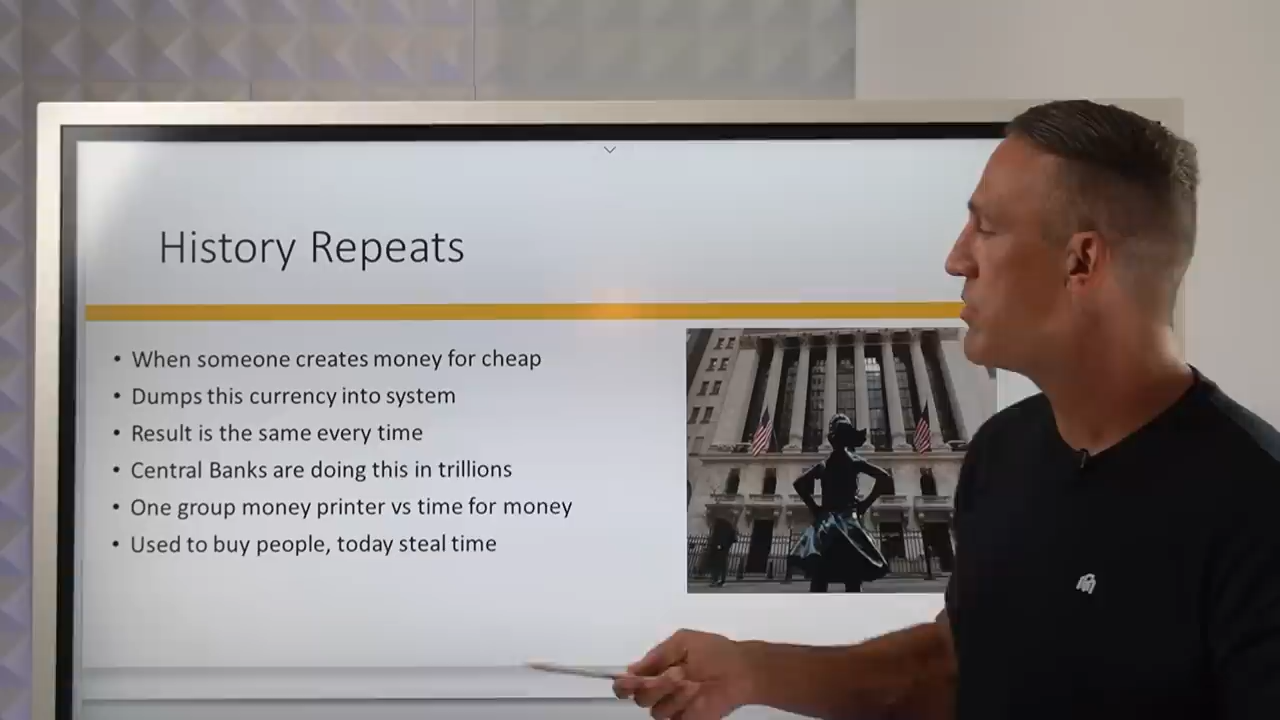 History Repeats
• When someone creates money for cheap
• Dumps this currency into system
• Result is the same every time
• Central Banks are doing this in trillions
• One group money printer vs time for money
• Used to buy people, today steal time